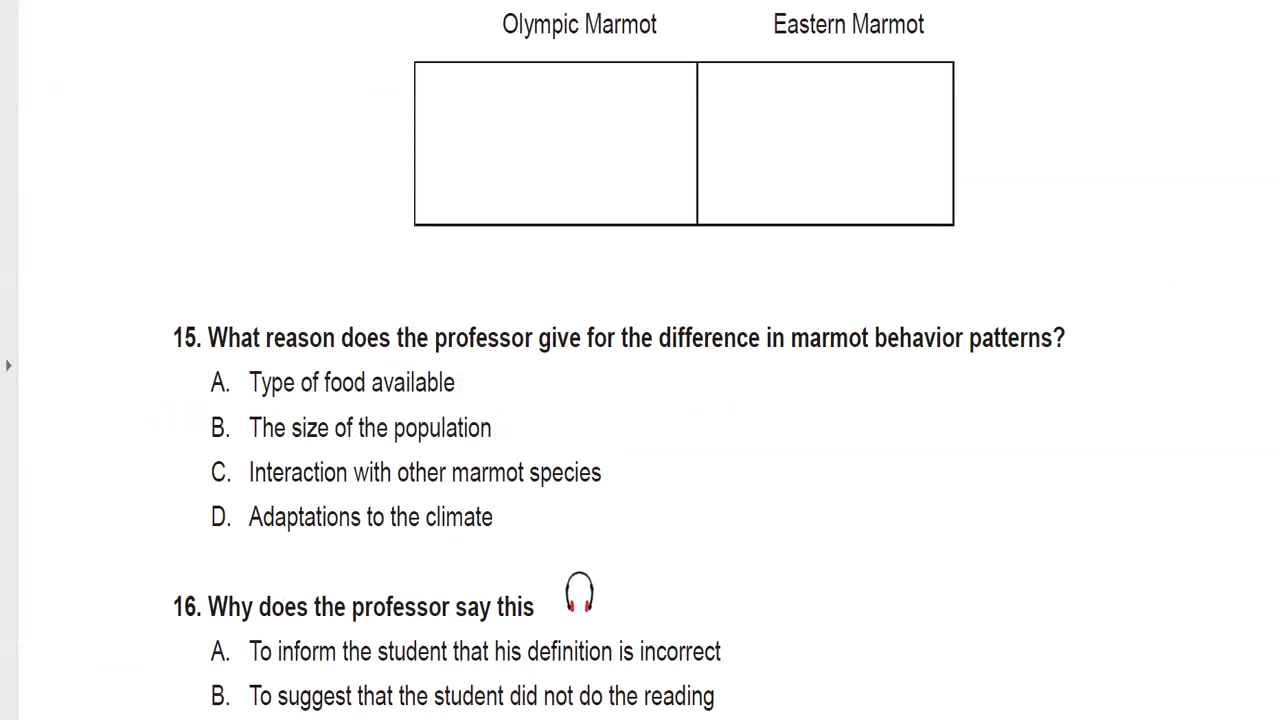 Olympic Marmot Eastern Marmot
15. What reason does the professor give for the difference in marmot behavior patterns?
A. Type of food available
B. The size of the population
C. Interaction with other marmot species
D. Adaptations to the climate
16. Why does the professor say this
A. To inform the student that his definition is incorrect
B. To suggest that the student did not do the reading